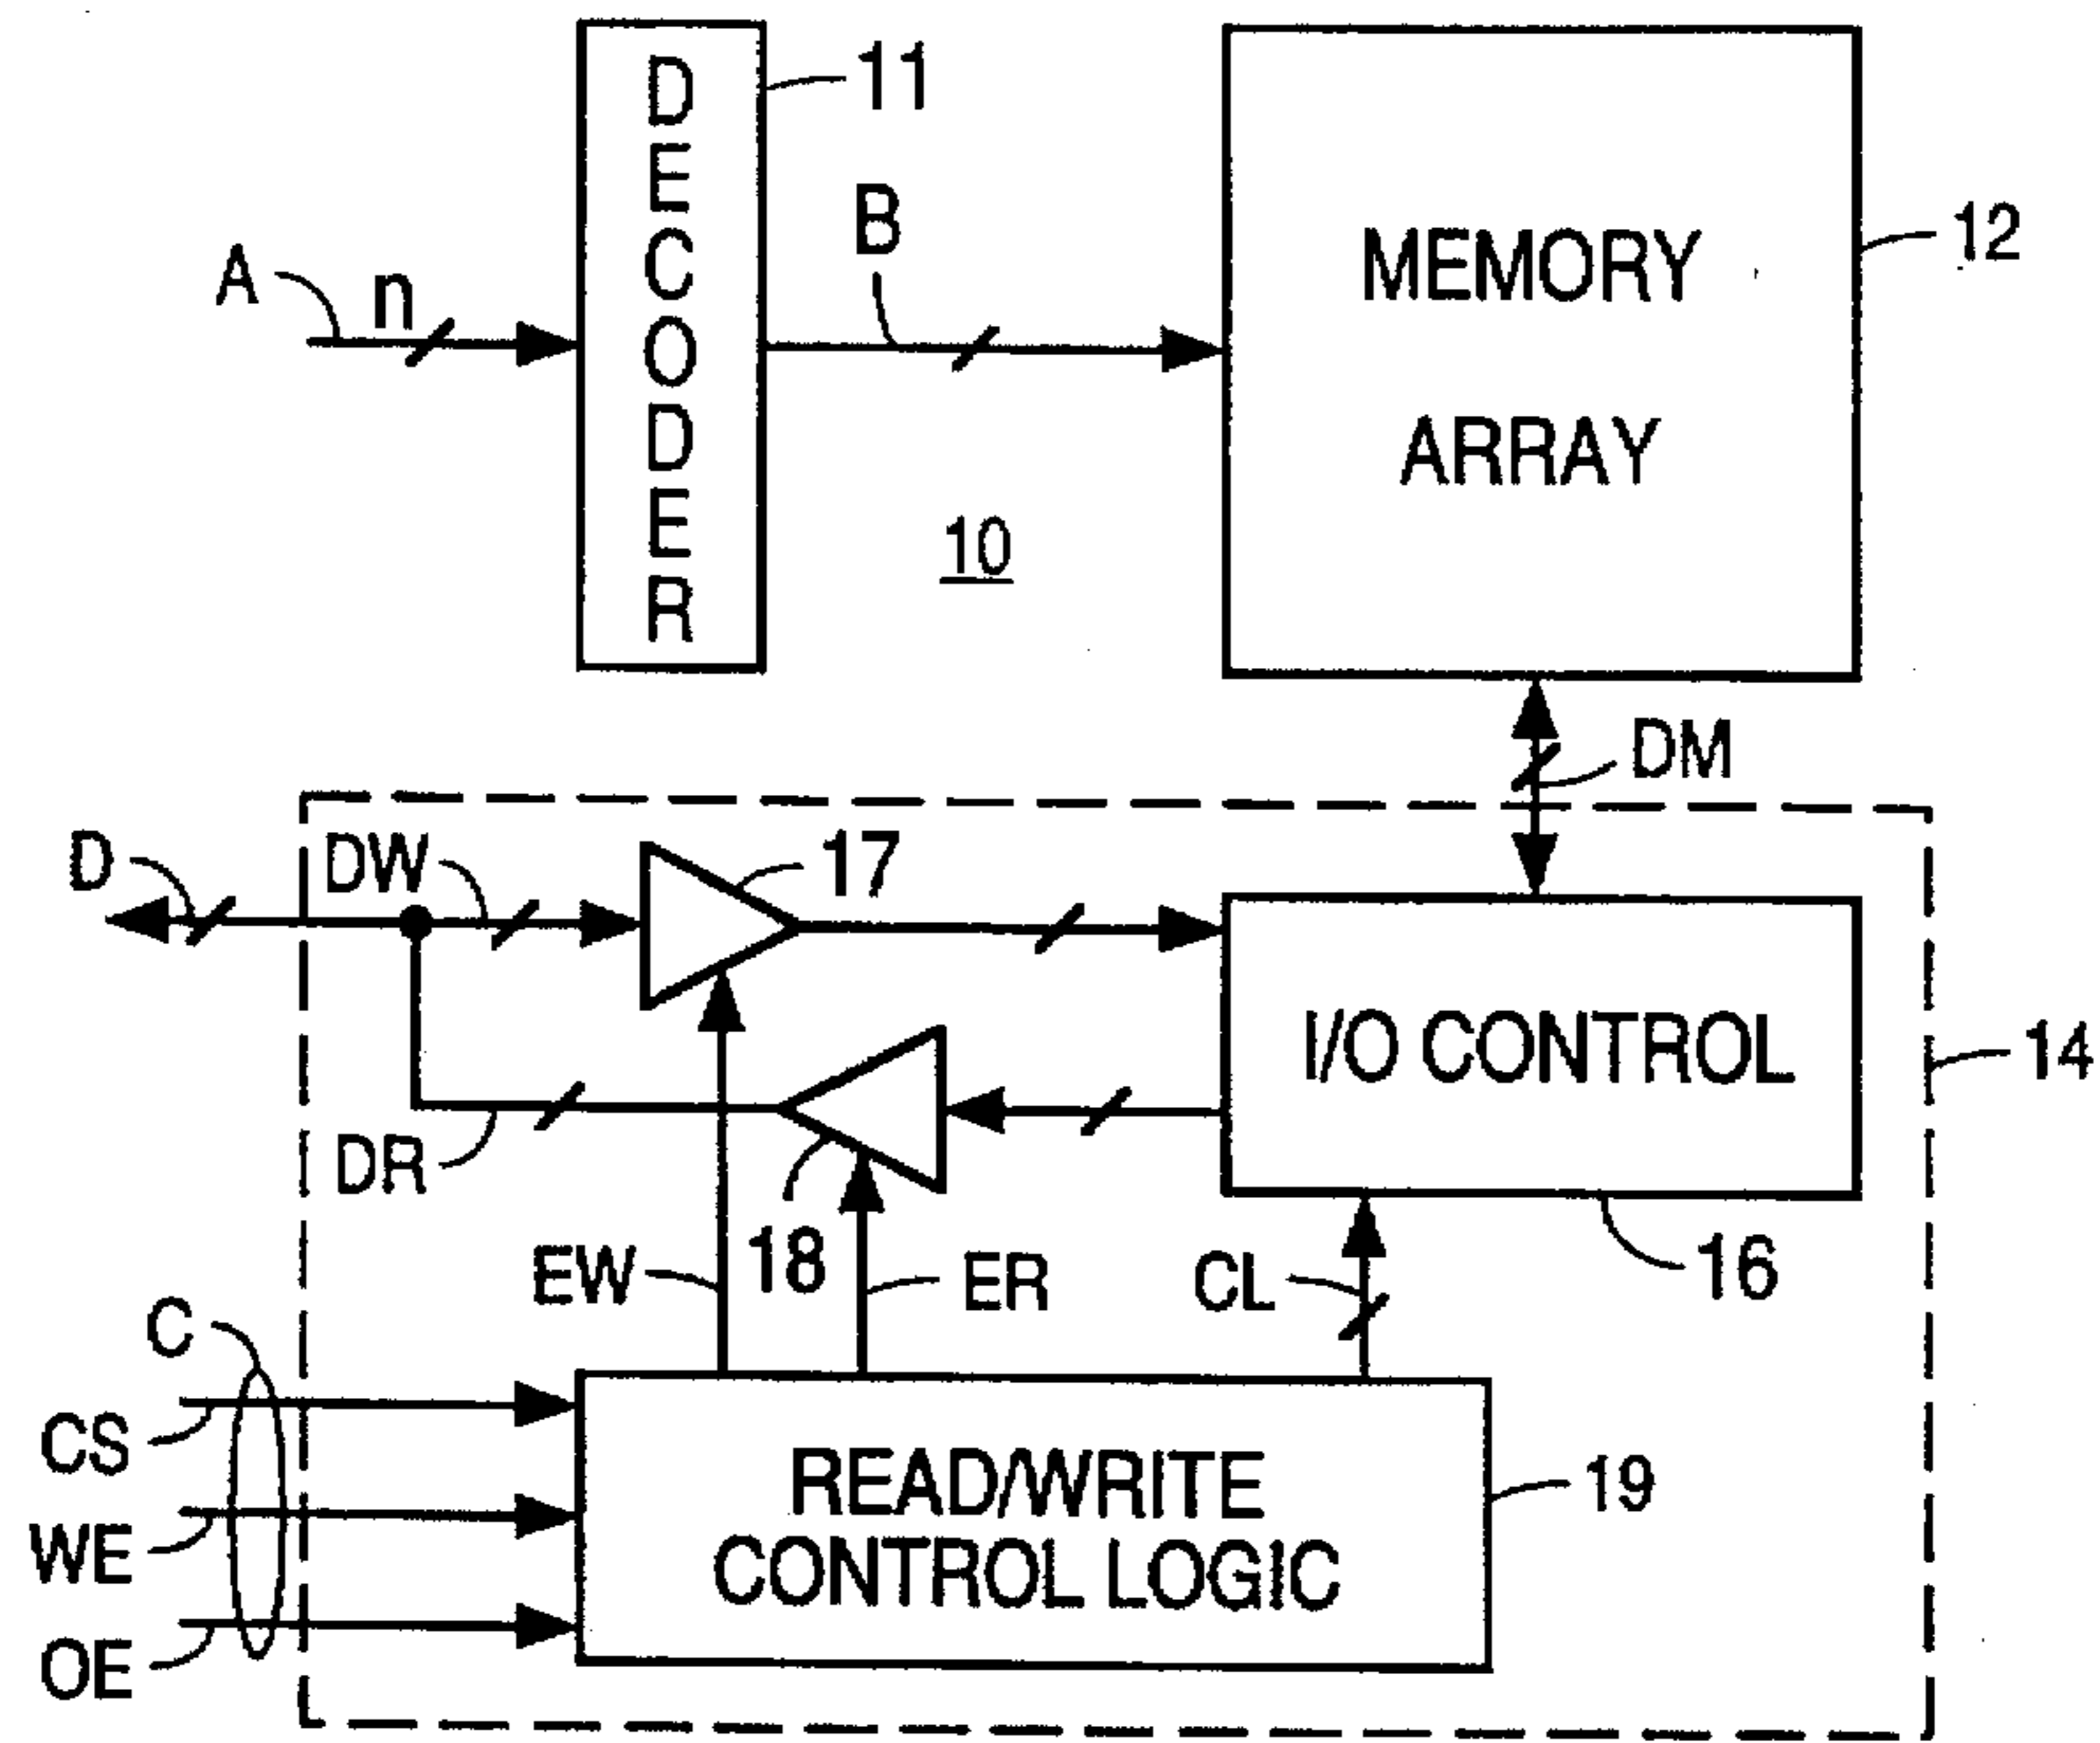 DECODER
11
MEMORY
ARRAY
12
A
n
B
10
DM
D
DW
17
I/O CONTROL
14
DR
18
EW
ER
CL
16
C
CS
WE
OE
READ/WRITE
CONTROL LOGIC
19